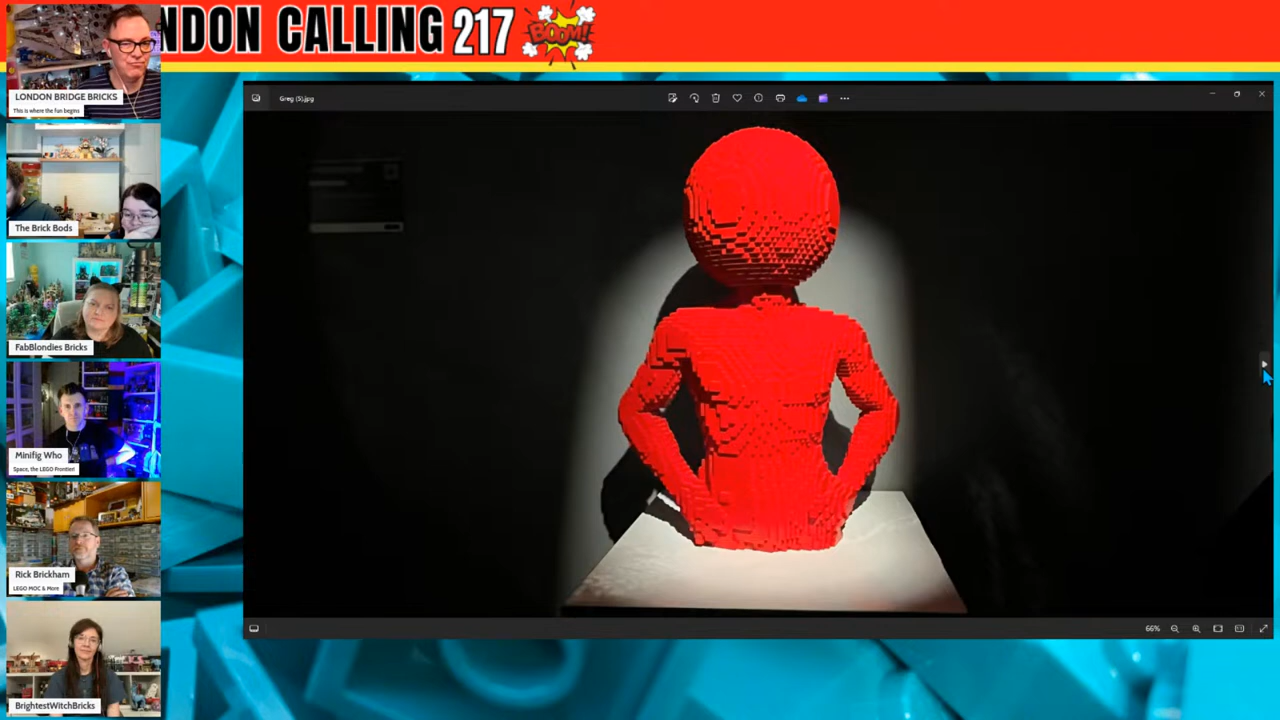 NDON CALLING 217 BOOM!
LONDON BRIDGE BRICKS
This is where the fun begins
The Brick Bods
FabBlondies Bricks
Minifig Who
Space, the LEGO Frontier!
Rick Brickham
LEGO MOC & More
BrightestWitchBricks
Greg (5).jpg
66%